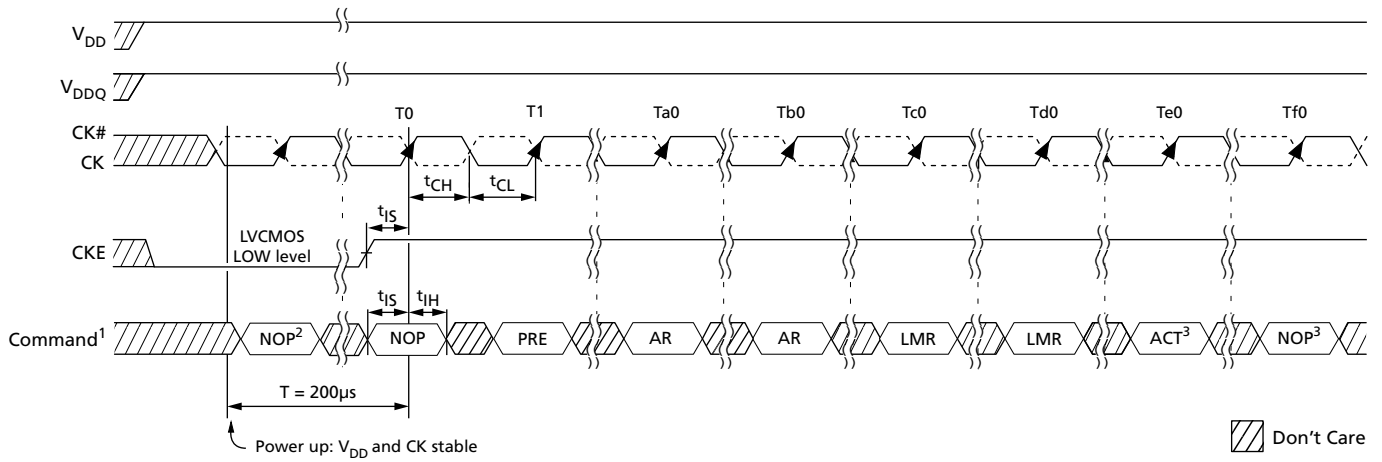 VDD
VDDQ
T0 T1 Ta0 Tb0 Tc0 Td0 Te0 Tf0
CK#
CK
tCH tCL
tIS
CKE
LVCMOS
LOW level
tIS tIH
Command1 NOP2 NOP PRE AR AR LMR LMR ACT3 NOP3
T = 200µs
Power up: VDD and CK stable
Don't Care